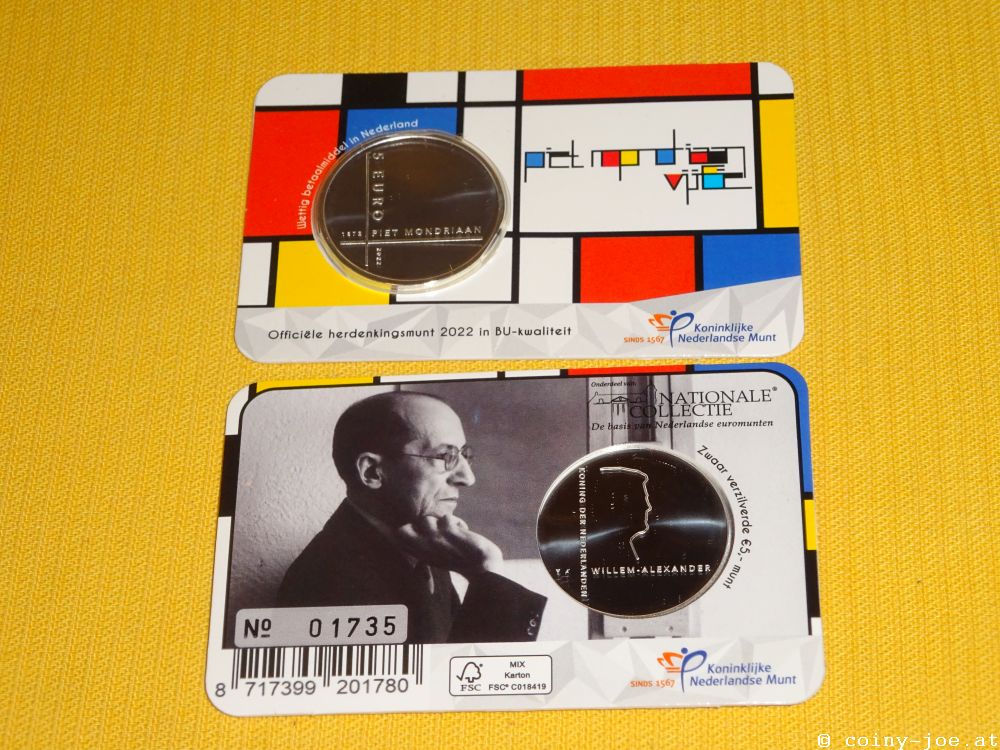 Wettig betaalmiddel in Nederland
5 EURO
1872 PIET MONDRIAAN
2022
piet mondriaan
vijf
Officiële herdenkingsmunt 2022 in BU-kwaliteit
SINDS 1567
Koninklijke
Nederlandse Munt
Onderdeel van:
NATIONALE®
COLLECTIE
De basis van Nederlandse euromunten
Zwaar verzilverde €5,- munt
KONING DER NEDERLANDEN
WILLEM-ALEXANDER
Nº 01735
8 717399 201780
FSC
MIX
Karton
FSC® C018419
SINDS 1567
Koninklijke
Nederlandse Munt
© coiny-joe.at